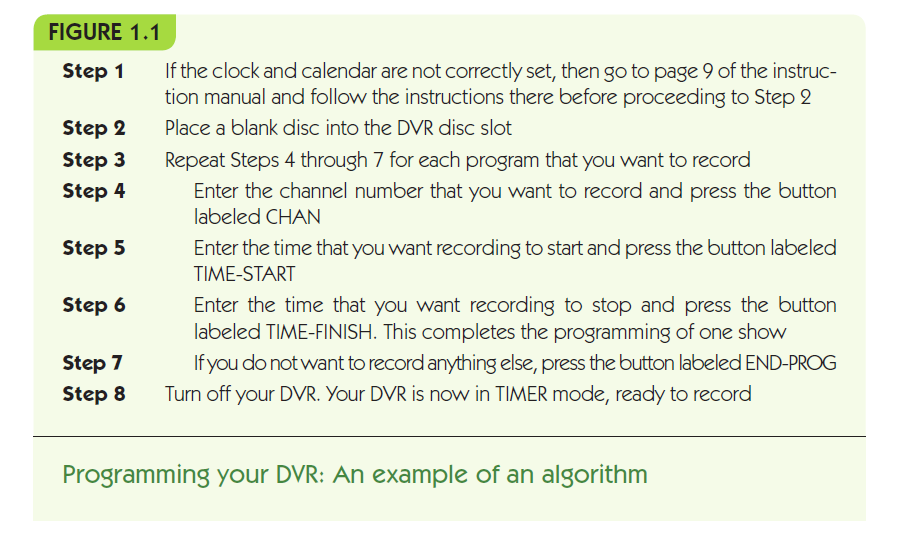 FIGURE 1.1
Step 1 If the clock and calendar are not correctly set, then go to page 9 of the instruc-
tion manual and follow the instructions there before proceeding to Step 2
Step 2 Place a blank disc into the DVR disc slot
Step 3 Repeat Steps 4 through 7 for each program that you want to record
Step 4 Enter the channel number that you want to record and press the button
labeled CHAN
Step 5 Enter the time that you want recording to start and press the button labeled
TIME-START
Step 6 Enter the time that you want recording to stop and press the button
labeled TIME-FINISH. This completes the programming of one show
Step 7 If you do not want to record anything else, press the button labeled END-PROG
Step 8 Turn off your DVR. Your DVR is now in TIMER mode, ready to record
Programming your DVR: An example of an algorithm